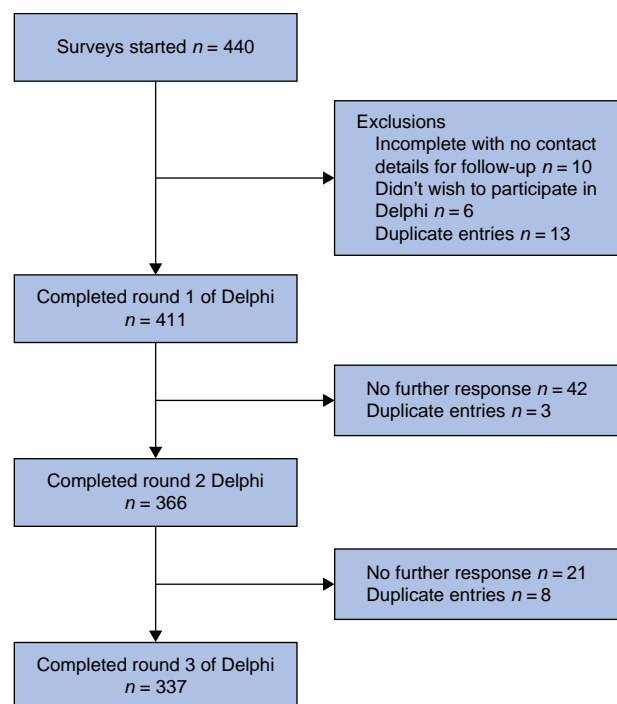 Surveys started n = 440
Exclusions
Incomplete with no contact
details for follow-up n = 10
Didn't wish to participate in
Delphi n = 6
Duplicate entries n = 13
Completed round 1 of Delphi
n = 411
No further response n = 42
Duplicate entries n = 3
Completed round 2 Delphi
n = 366
No further response n = 21
Duplicate entries n = 8
Completed round 3 of Delphi
n = 337